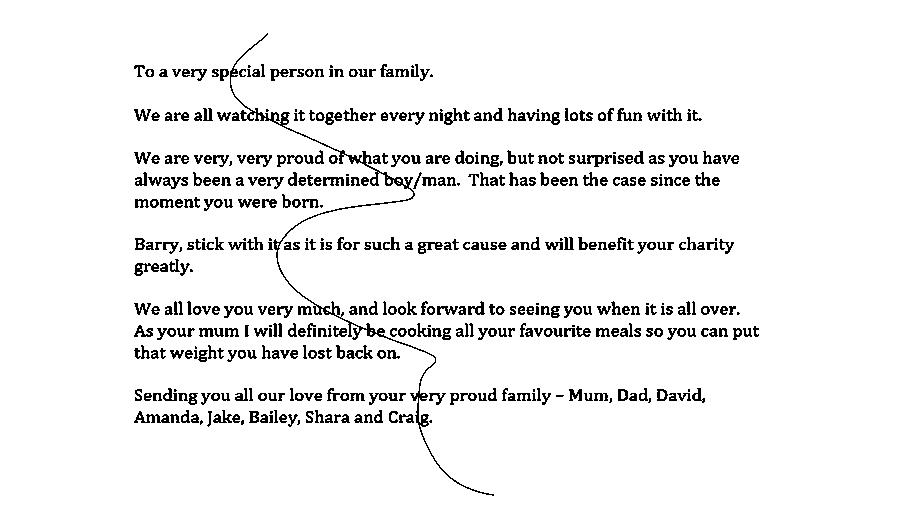 To a very special person in our family.
We are all watching it together every night and having lots of fun with it.
We are very, very proud of what you are doing, but not surprised as you have
always been a very determined boy/man.  That has been the case since the
moment you were born.
Barry, stick with it as it is for such a great cause and will benefit your charity
greatly.
We all love you very much, and look forward to seeing you when it is all over.
As your mum I will definitely be cooking all your favourite meals so you can put
that weight you have lost back on.
Sending you all our love from your very proud family – Mum, Dad, David,
Amanda, Jake, Bailey, Shara and Craig.